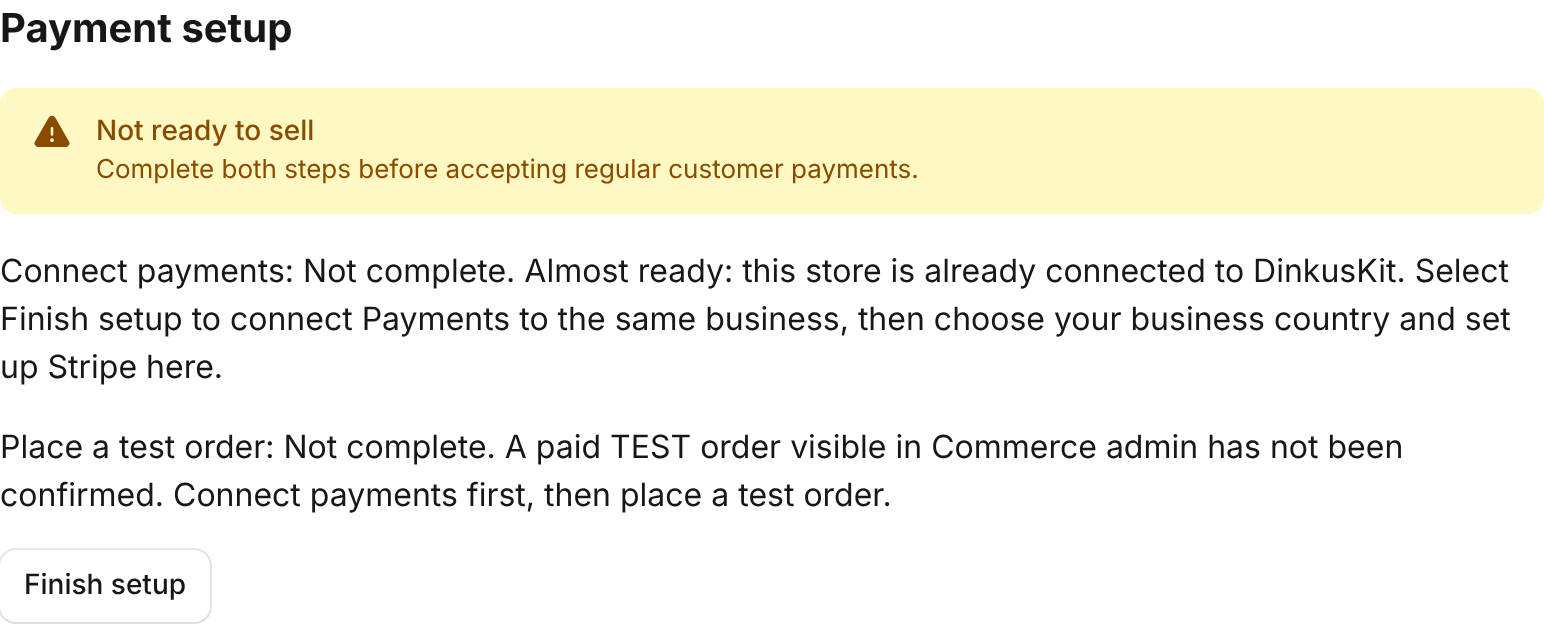 Payment setup
Not ready to sell
Complete both steps before accepting regular customer payments.
Connect payments: Not complete. Almost ready: this store is already connected to DinkusKit. Select
Finish setup to connect Payments to the same business, then choose your business country and set
up Stripe here.
Place a test order: Not complete. A paid TEST order visible in Commerce admin has not been
confirmed. Connect payments first, then place a test order.
Finish setup